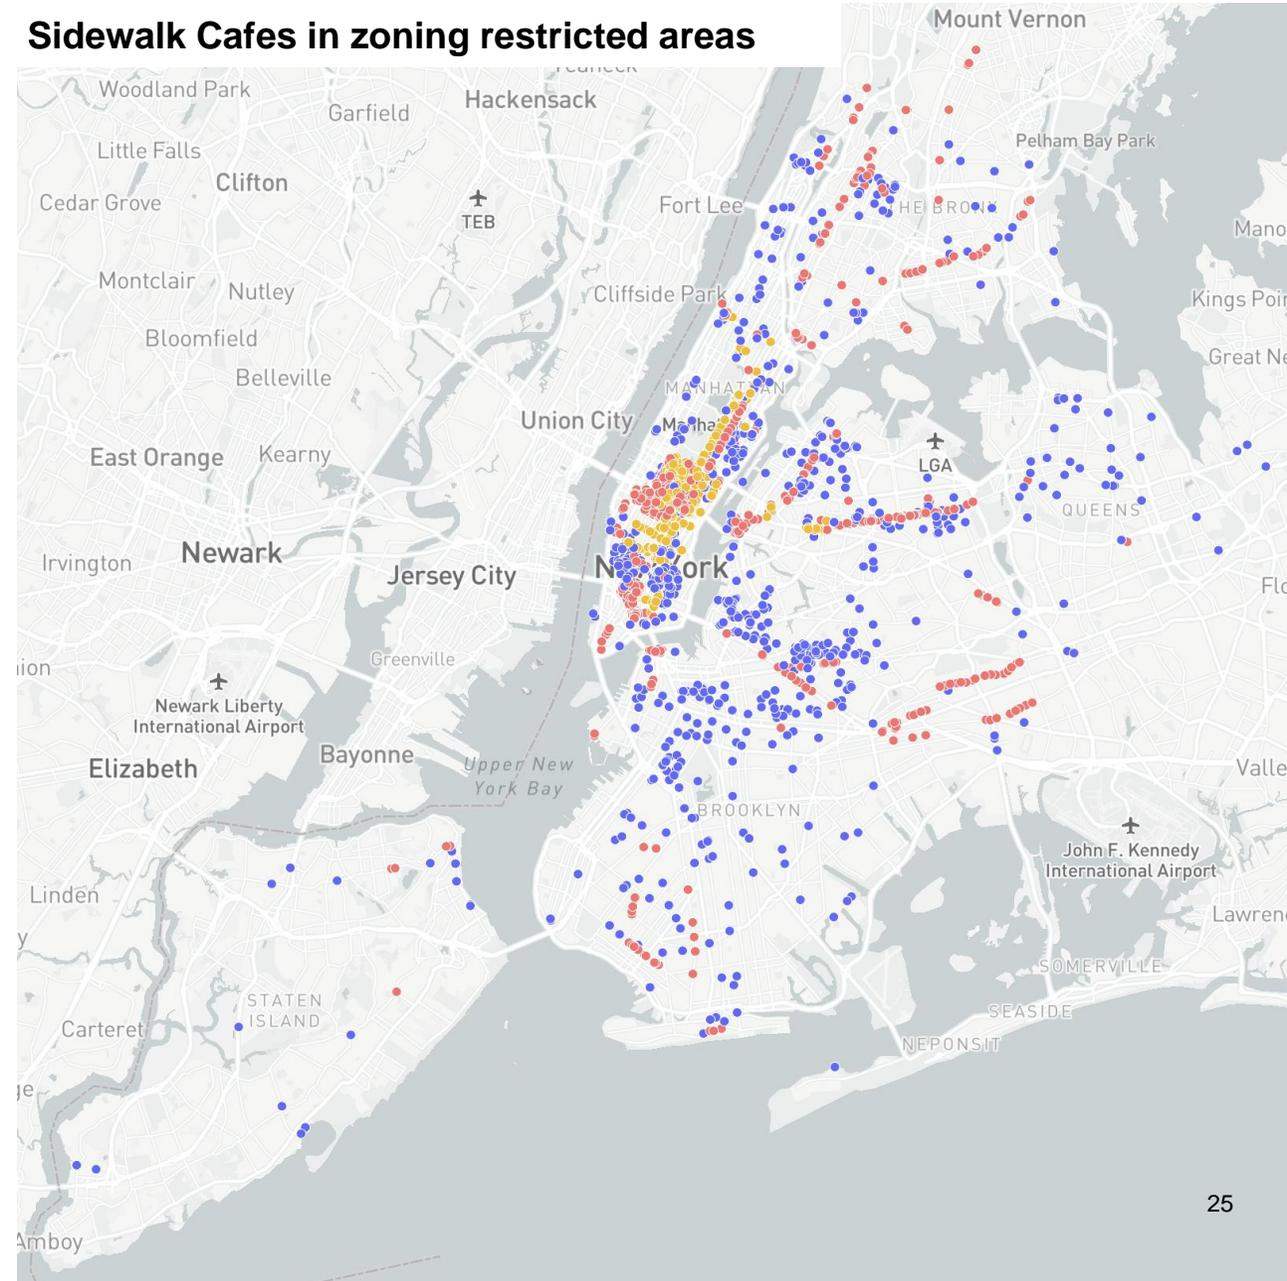 Sidewalk Cafes in zoning restricted areas
Mount Vernon
Woodland Park
Hackensack
Garfield
Little Falls
Pelham Bay Park
Clifton
Cedar Grove
TEB
Fort Lee
THE BRONX
Mano
Montclair
Nutley
Cliffside Park
Kings Poin
Bloomfield
Great Ne
Belleville
MANHATTAN
Union City
East Orange
Kearny
LGA
QUEENS
Newark
Irvington
Jersey City
New York
Flo
Greenville
Newark Liberty
International Airport
Bayonne
Elizabeth
Upper New
York Bay
Valle
BROOKLYN
John F. Kennedy
International Airport
Linden
Lawren
y
SOMERVILLE
STATEN
ISLAND
SEASIDE
Carteret
NEPONSIT
25
Amboy